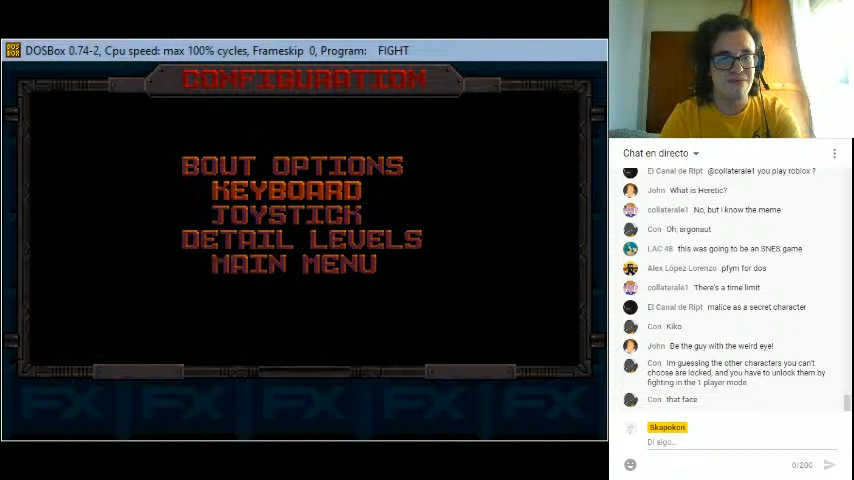 DOSBox 0.74-2, Cpu speed: max 100% cycles, Frameskip 0, Program: FIGHT
CONFIGURATION
BOUT OPTIONS
KEYBOARD
JOYSTICK
DETAIL LEVELS
MAIN MENU
FX FX FX FX FX
Chat en directo
El Canal de Ript @collaterale1 you play roblox ?
John What is Heretic?
collaterale1 No, but I know the meme
Con Oh, argonaut
LAC 48 this was going to be an SNES game
Alex López Lorenzo pfym for dos
collaterale1 There's a time limit
El Canal de Ript malice as a secret character
Con Kiko
John Be the guy with the weird eye!
Con Im guessing the other characters you can't
choose are locked, and you have to unlock them by
fighting in the 1 player mode
Con that face
Skapokon
Di algo...
0/200